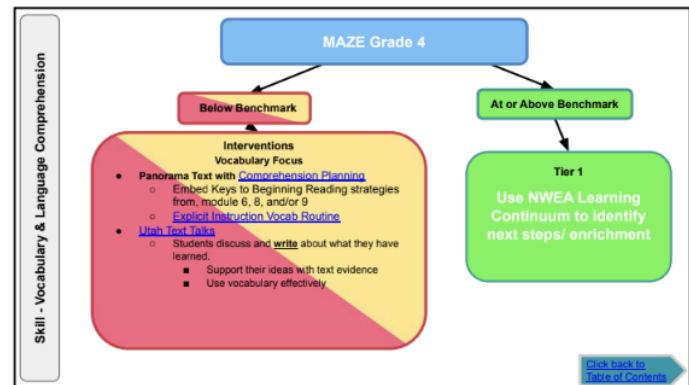 Skill - Vocabulary & Language Comprehension
MAZE Grade 4
Below Benchmark
At or Above Benchmark
Interventions
Vocabulary Focus
● Panorama Text with Comprehension Planning
○ Embed Keys to Beginning Reading strategies
from, module 6, 8, and/or 9
○ Explicit Instruction Vocab Routine
● Utah Text Talks
○ Students discuss and write about what they have
learned.
■ Support their ideas with text evidence
■ Use vocabulary effectively
Tier 1
Use NWEA Learning
Continuum to identify
next steps/ enrichment
Click back to
Table of Contents